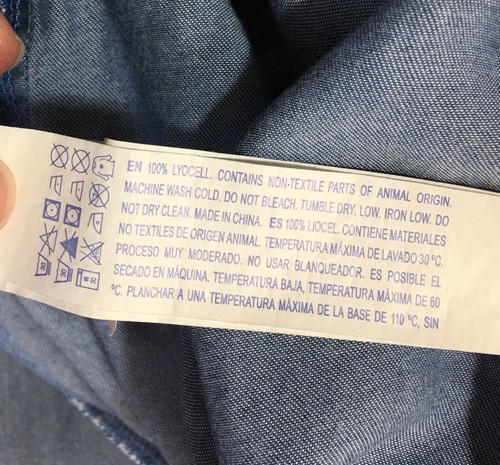 EN 100% LYOCELL. CONTAINS NON-TEXTILE PARTS OF ANIMAL ORIGIN.
MACHINE WASH COLD. DO NOT BLEACH. TUMBLE DRY, LOW. IRON LOW. DO
NOT DRY CLEAN. MADE IN CHINA. ES 100% LIOCEL. CONTIENE MATERIALES
NO TEXTILES DE ORIGEN ANIMAL. TEMPERATURA MÁXIMA DE LAVADO 30 ºC.
PROCESO MUY MODERADO. NO USAR BLANQUEADOR. ES POSIBLE EL
SECADO EN MÁQUINA. TEMPERATURA BAJA, TEMPERATURA MÁXIMA DE 60
ºC. PLANCHAR A UNA TEMPERATURA MÁXIMA DE LA BASE DE 110 ºC, SIN